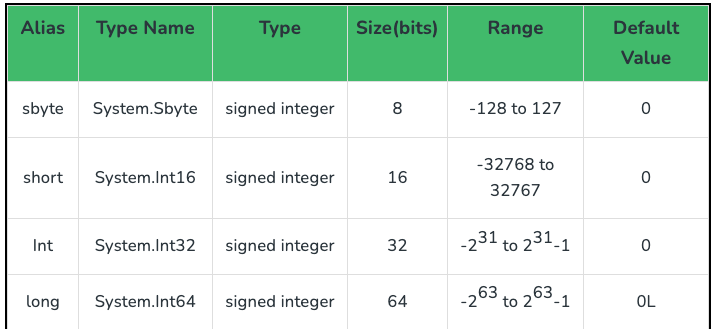 Alias Type Name Type Size(bits) Range Default
Value
sbyte System.Sbyte signed integer 8 -128 to 127 0
short System.Int16 signed integer 16 -32768 to
32767 0
Int System.Int32 signed integer 32 -2^31 to 2^31-1 0
long System.Int64 signed integer 64 -2^63 to 2^63-1 0L